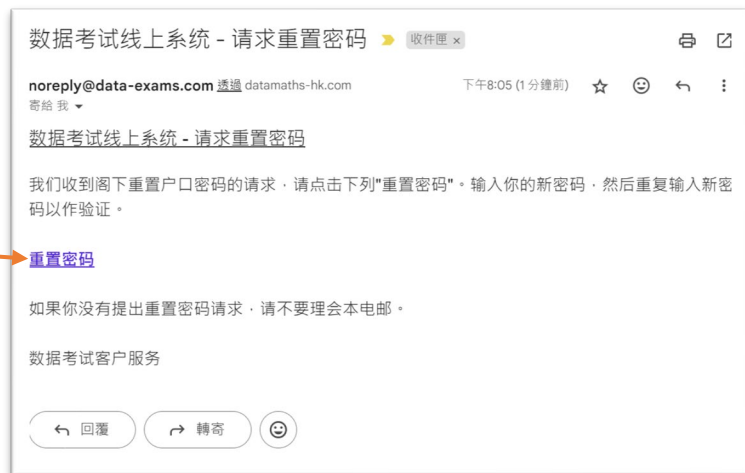 数据考试线上系统 - 请求重置密码 收件匣 ×
noreply@data-exams.com 透過 datamaths-hk.com 下午8:05 (1 分鐘前)
寄給 我
数据考试线上系统 - 请求重置密码
我们收到阁下重置户口密码的请求，请点击下列"重置密码"。输入你的新密码，然后重复输入新密
码以作验证。
重置密码
如果你没有提出重置密码请求，请不要理会本电邮。
数据考试客户服务
回覆 轉寄